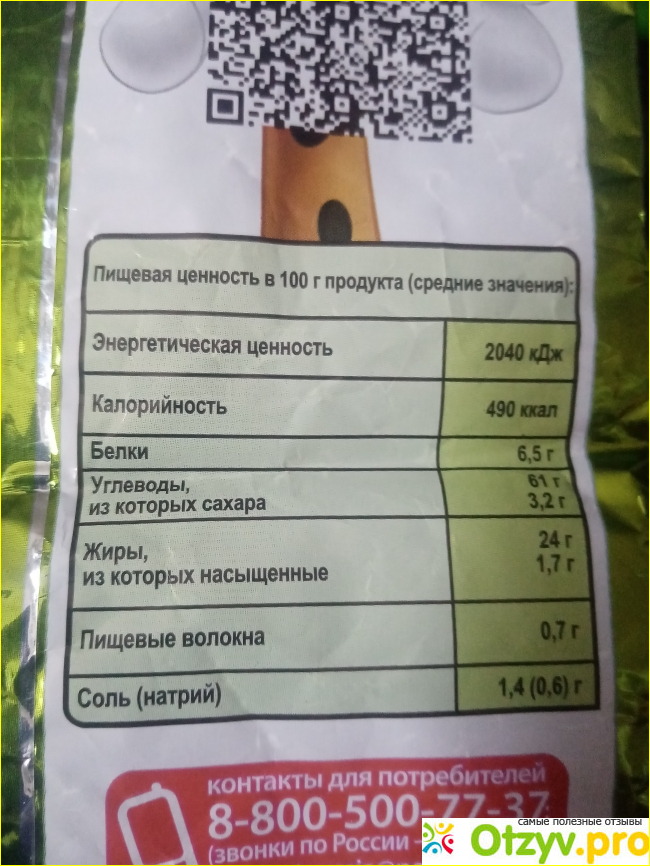 Пищевая ценность в 100 г продукта (средние значения):
Энергетическая ценность 2040 кДж
Калорийность 490 ккал
Белки 6,5 г
Углеводы, 61 г
из которых сахара 3,2 г
Жиры, 24 г
из которых насыщенные 1,7 г
Пищевые волокна 0,7 г
Соль (натрий) 1,4 (0,6) г
контакты для потребителей
8-800-500-77-37
(звонки по России -
самые полезные отзывы
Otzyv.pro